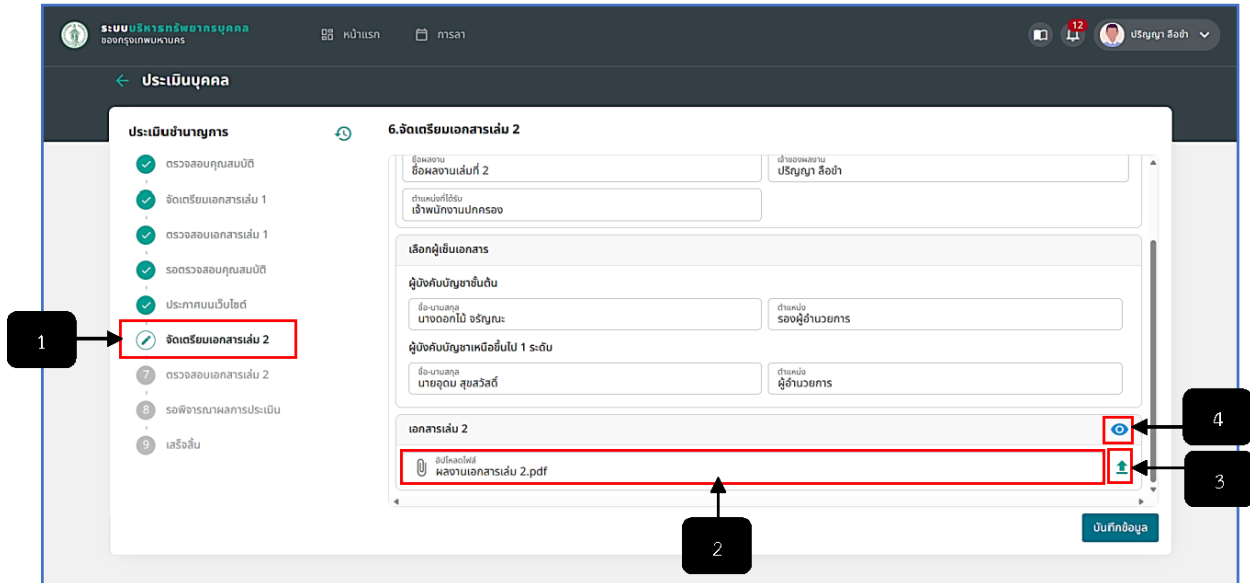 ระบบบริหารทรัพยากรบุคคล
ของกรุงเทพมหานคร
หน้าแรก
การลา
12
ปริญญา ลือขำ
ประเมินบุคคล
ประเมินชำนาญการ
6.จัดเตรียมเอกสารเล่ม 2
ตรวจสอบคุณสมบัติ
จัดเตรียมเอกสารเล่ม 1
ตรวจสอบเอกสารเล่ม 1
รอตรวจสอบคุณสมบัติ
ประกาศบนเว็บไซต์
1
จัดเตรียมเอกสารเล่ม 2
7 ตรวจสอบเอกสารเล่ม 2
8 รอพิจารณาผลการประเมิน
9 เสร็จสิ้น
ชื่อผลงาน
ชื่อผลงานเล่มที่ 2
เจ้าของผลงาน
ปริญญา ลือขำ
ตำแหน่งที่ได้รับ
เจ้าพนักงานปกครอง
เลือกผู้เซ็นเอกสาร
ผู้บังคับบัญชาชั้นต้น
ชื่อ-นามสกุล
นางดอกไม้ จรัญณะ
ตำแหน่ง
รองผู้อำนวยการ
ผู้บังคับบัญชาเหนือขึ้นไป 1 ระดับ
ชื่อ-นามสกุล
นายอุดม สุขสวัสดิ์
ตำแหน่ง
ผู้อำนวยการ
เอกสารเล่ม 2
4
อัปโหลดไฟล์
ผลงานเอกสารเล่ม 2.pdf
3
2
บันทึกข้อมูล